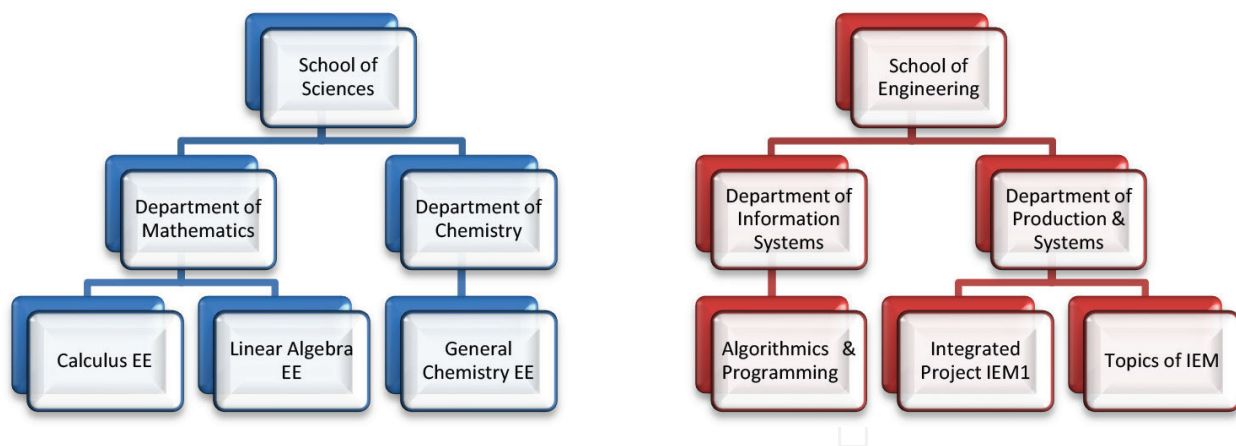 School of
Sciences
School of
Engineering
Department of
Mathematics
Department of
Chemistry
Department of
Information
Systems
Department of
Production &
Systems
Calculus EE
Linear Algebra
EE
General
Chemistry EE
Algorithmics &
Programming
Integrated
Project IEM1
Topics of IEM